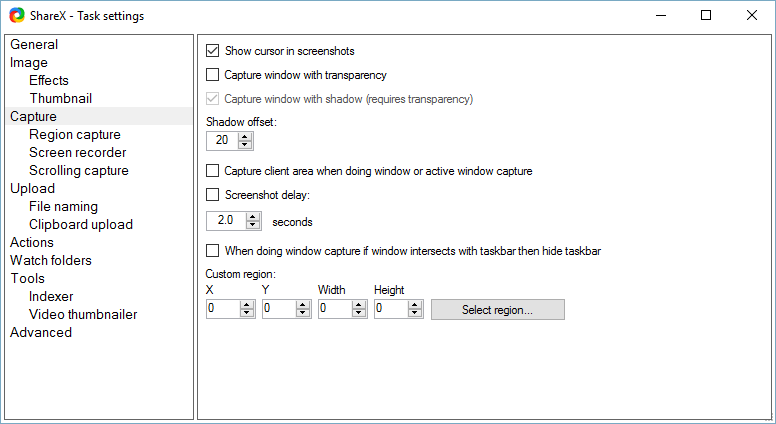 ShareX - Task settings
General
Image
Effects
Thumbnail
Capture
Region capture
Screen recorder
Scrolling capture
Upload
File naming
Clipboard upload
Actions
Watch folders
Tools
Indexer
Video thumbnailer
Advanced
Show cursor in screenshots
Capture window with transparency
Capture window with shadow (requires transparency)
Shadow offset:
20
Capture client area when doing window or active window capture
Screenshot delay:
2.0 seconds
When doing window capture if window intersects with taskbar then hide taskbar
Custom region:
X Y Width Height
0 0 0 0 Select region...